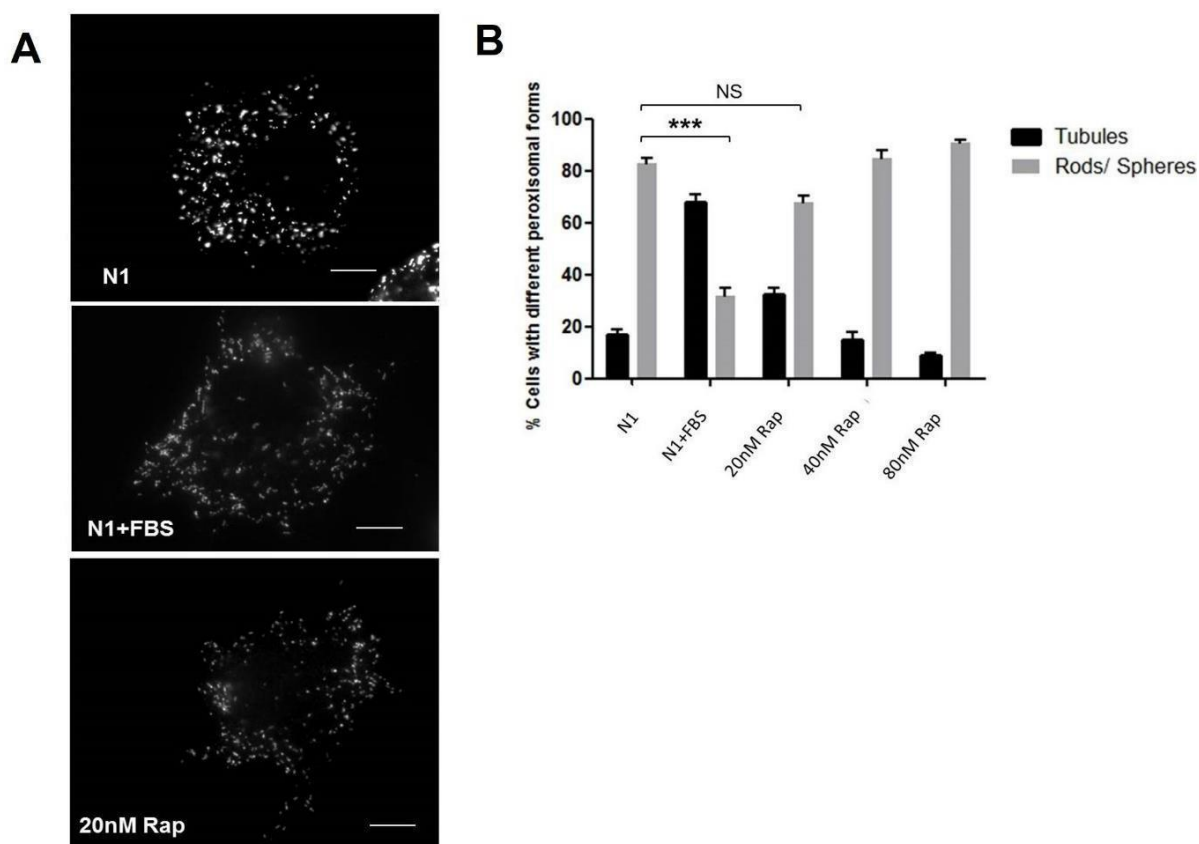 A
N1
N1+FBS
20nM Rap
B
NS
***
% Cells with different peroxisomal forms
100
80
60
40
20
0
N1
N1+FBS
20nM Rap
40nM Rap
80nM Rap
Tubules
Rods/ Spheres